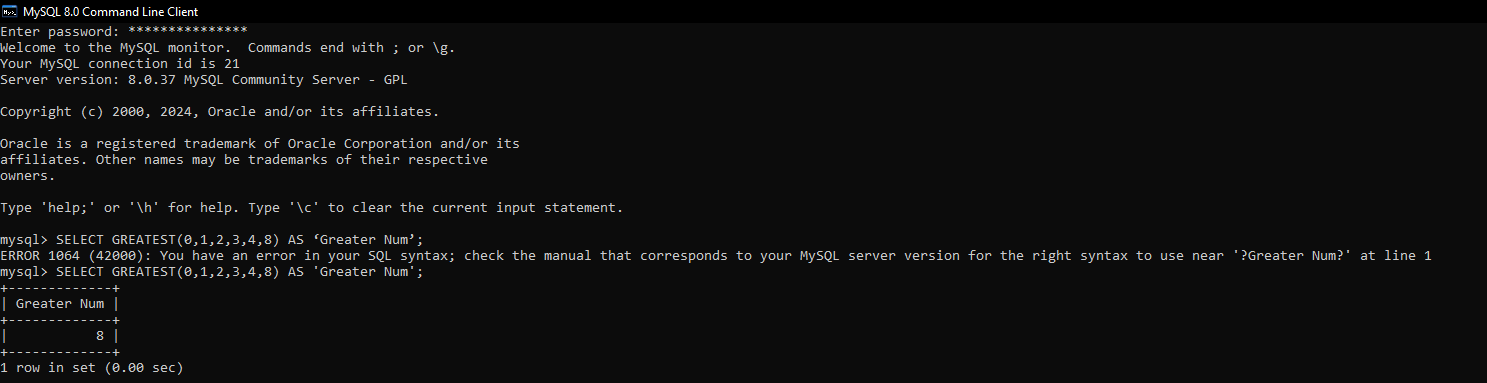 MySQL 8.0 Command Line Client
Enter password: ***************
Welcome to the MySQL monitor.  Commands end with ; or \g.
Your MySQL connection id is 21
Server version: 8.0.37 MySQL Community Server - GPL

Copyright (c) 2000, 2024, Oracle and/or its affiliates.

Oracle is a registered trademark of Oracle Corporation and/or its
affiliates. Other names may be trademarks of their respective
owners.

Type 'help;' or '\h' for help. Type '\c' to clear the current input statement.

mysql> SELECT GREATEST(0,1,2,3,4,8) AS ‘Greater Num’;
ERROR 1064 (42000): You have an error in your SQL syntax; check the manual that corresponds to your MySQL server version for the right syntax to use near '?Greater Num?' at line 1
mysql> SELECT GREATEST(0,1,2,3,4,8) AS 'Greater Num';
+-------------+
| Greater Num |
+-------------+
|           8 |
+-------------+
1 row in set (0.00 sec)